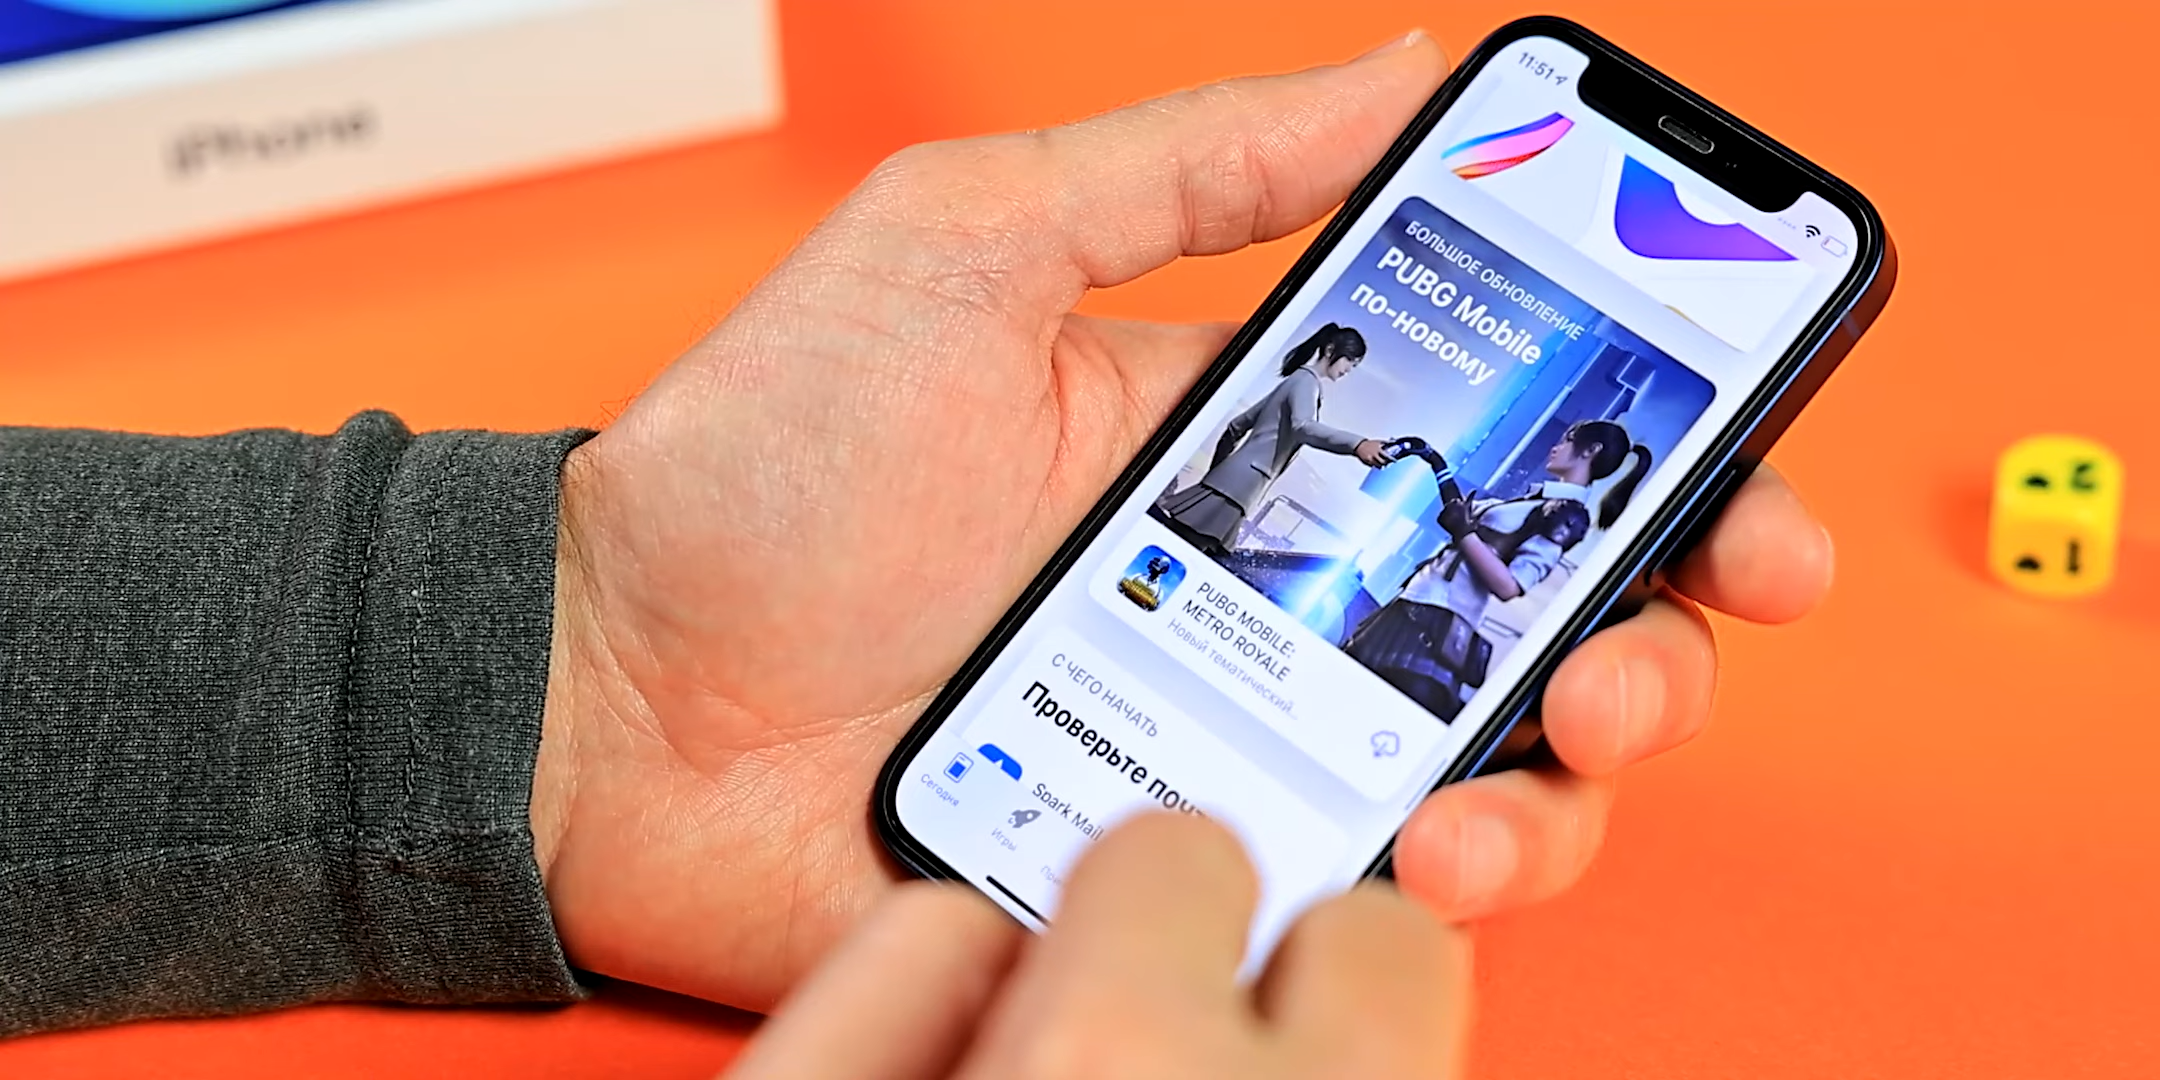 iPhone
11:51
БОЛЬШОЕ ОБНОВЛЕНИЕ
PUBG Mobile
по-новому
PUBG MOBILE:
METRO ROYALE
Новый тематический...
С ЧЕГО НАЧАТЬ
Проверьте почт
Spark Mail
Сегодня
Игры